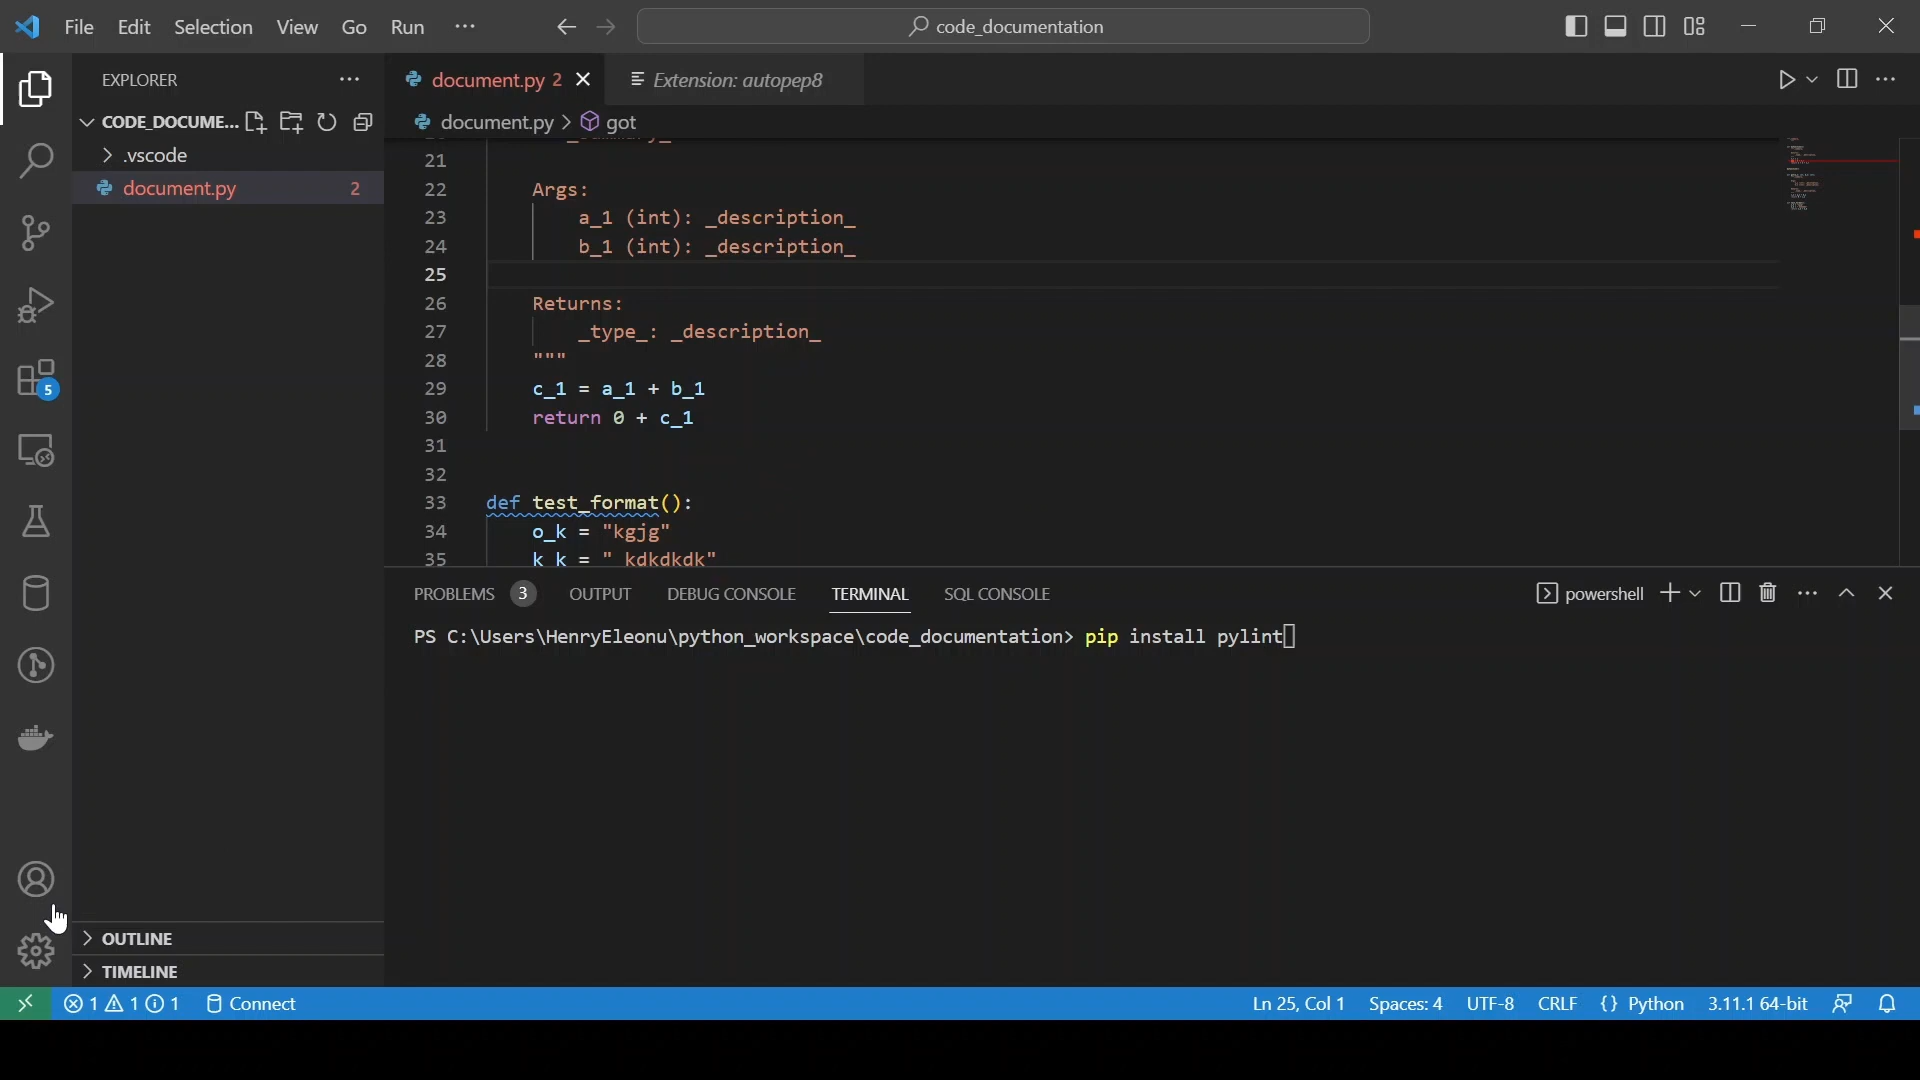 File Edit Selection View Go Run ··· code_documentation
EXPLORER ···
document.py 2 Extension: autopep8
CODE_DOCUME...
document.py > got
.vscode
document.py 2
21
22 Args:
23 a_1 (int): _description_
24 b_1 (int): _description_
25
26 Returns:
27 _type_: _description_
28 """
29 c_1 = a_1 + b_1
30 return 0 + c_1
31
32
33 def test_format():
34 o_k = "kgjg"
35 k_k = " kdkdkdk"
5
PROBLEMS 3 OUTPUT DEBUG CONSOLE TERMINAL SQL CONSOLE powershell
PS C:\Users\HenryEleonu\python_workspace\code_documentation> pip install pylint
OUTLINE
TIMELINE
1 1 1 Connect Ln 25, Col 1 Spaces: 4 UTF-8 CRLF {} Python 3.11.1 64-bit